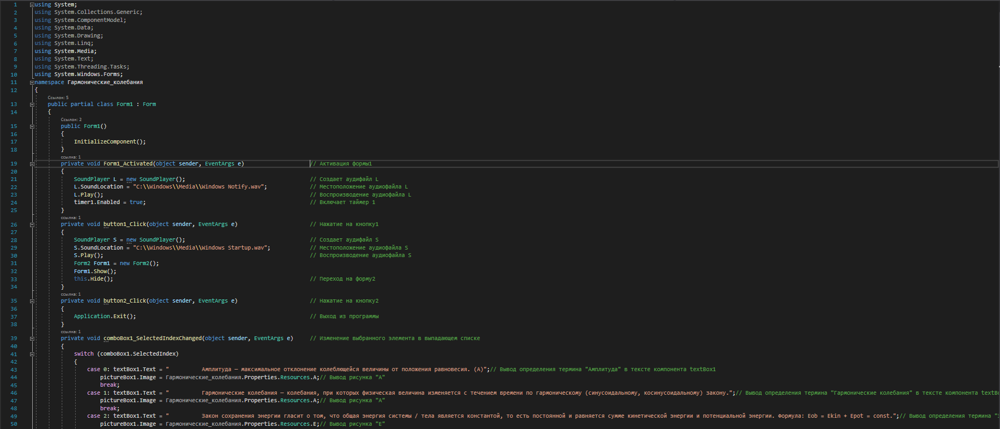 1 using System;
2 using System.Collections.Generic;
3 using System.ComponentModel;
4 using System.Data;
5 using System.Drawing;
6 using System.Linq;
7 using System.Media;
8 using System.Text;
9 using System.Threading.Tasks;
10 using System.Windows.Forms;
11 namespace Гармонические_колебания
12 {
Ссылок: 5
13 public partial class Form1 : Form
14 {
Ссылок: 2
15 public Form1()
16 {
17 InitializeComponent();
18 }
ссылка: 1
19 private void Form1_Activated(object sender, EventArgs e) // Активация формы1
20 {
21 SoundPlayer L = new SoundPlayer(); // Создает аудифайл L
22 L.SoundLocation = "C:\\Windows\\Media\\Windows Notify.wav"; // Местоположение аудиофайла L
23 L.Play(); // Воспроизводение аудиофайла L
24 timer1.Enabled = true; // Включает таймер 1
25 }
ссылка: 1
26 private void button1_Click(object sender, EventArgs e) // Нажатие на кнопку1
27 {
28 SoundPlayer S = new SoundPlayer(); // Создает аудифайл S
29 S.SoundLocation = "C:\\Windows\\Media\\Windows Startup.wav"; // Местоположение аудиофайла S
30 S.Play(); // Воспроизводение аудиофайла S
31 Form2 Form1 = new Form2();
32 Form1.Show();
33 this.Hide(); // Переход на форму2
34 }
ссылка: 1
35 private void button2_Click(object sender, EventArgs e) // Нажатие на кнопку2
36 {
37 Application.Exit(); // Выход из программы
38 }
ссылка: 1
39 private void comboBox1_SelectedIndexChanged(object sender, EventArgs e) // Изменение выбранного элемента в выпадающем списке
40 {
41 switch (comboBox1.SelectedIndex)
42 {
43 case 0: textBox1.Text = " Амплитуда — максимальное отклонение колеблющейся величины от положения равновесия. (А)";// Вывод определения термина "Амплитуда" в тексте компонента textBox1
44 pictureBox1.Image = Гармонические_колебания.Properties.Resources.A;// Вывод рисунка "А"
45 break;
46 case 1: textBox1.Text = " Гармонические колебания — колебания, при которых физическая величина изменяется с течением времени по гармоническому (синусоидальному, косинусоидальному) закону.";// Вывод определения термина "Гармонические колебания" в тексте компонента textBo
47 pictureBox1.Image = Гармонические_колебания.Properties.Resources.A;// Вывод рисунка "А"
48 break;
49 case 2: textBox1.Text = " Закон сохранения энергии гласит о том, что общая энергия системы / тела является константой, то есть постоянной и равняется сумме кинетической энергии и потенциальной энергии. Формула: Eob = Ekin + Epot = const.";// Вывод определения термина "
50 pictureBox1.Image = Гармонические_колебания.Properties.Resources.E;// Вывод рисунка "Е"